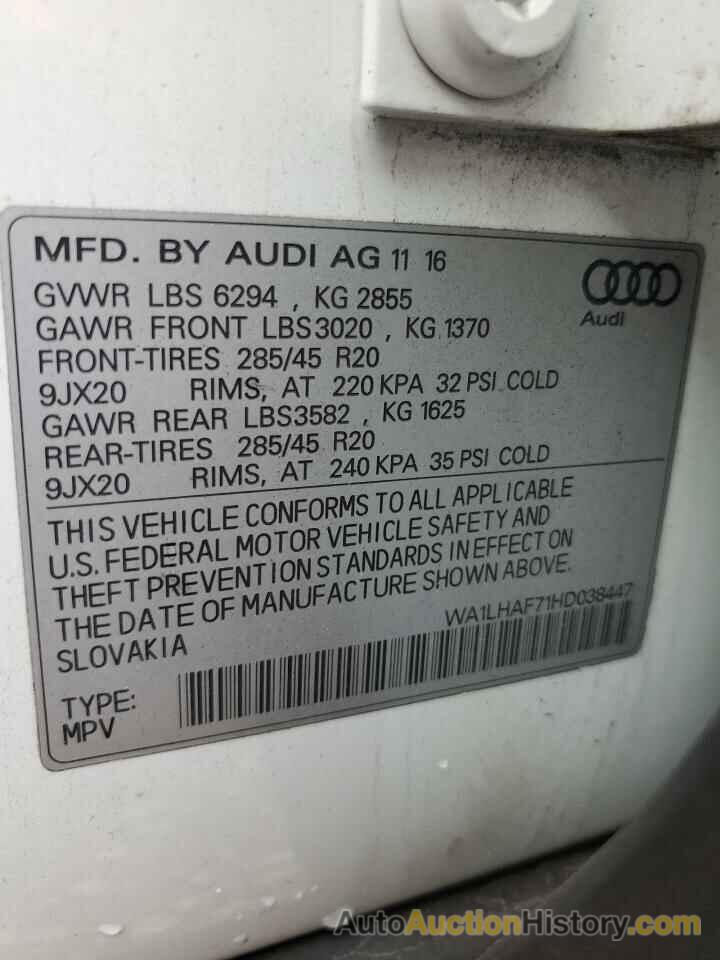 MFD. BY AUDI AG 11 16
GVWR LBS 6294 , KG 2855
GAWR FRONT LBS3020 , KG 1370
FRONT-TIRES 285/45 R20
9JX20 RIMS, AT 220 KPA 32 PSI COLD
GAWR REAR LBS3582 , KG 1625
REAR-TIRES 285/45 R20
9JX20 RIMS, AT 240 KPA 35 PSI COLD
Audi
THIS VEHICLE CONFORMS TO ALL APPLICABLE
U.S. FEDERAL MOTOR VEHICLE SAFETY AND
THEFT PREVENTION STANDARDS IN EFFECT ON
THE DATE OF MANUFACTURE SHOWN ABOVE.
SLOVAKIA WA1LHAF71HD038447
TYPE:
MPV
AutoAuctionHistory.com